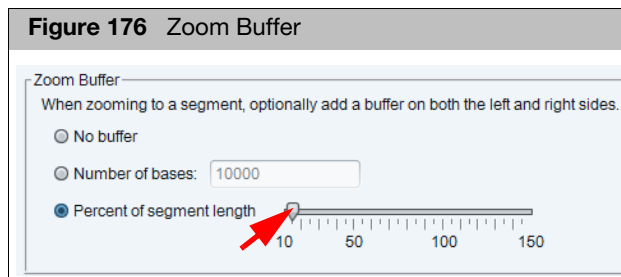 Figure 176 Zoom Buffer
Zoom Buffer
When zooming to a segment, optionally add a buffer on both the left and right sides.
No buffer
Number of bases: 10000
Percent of segment length
10 50 100 150